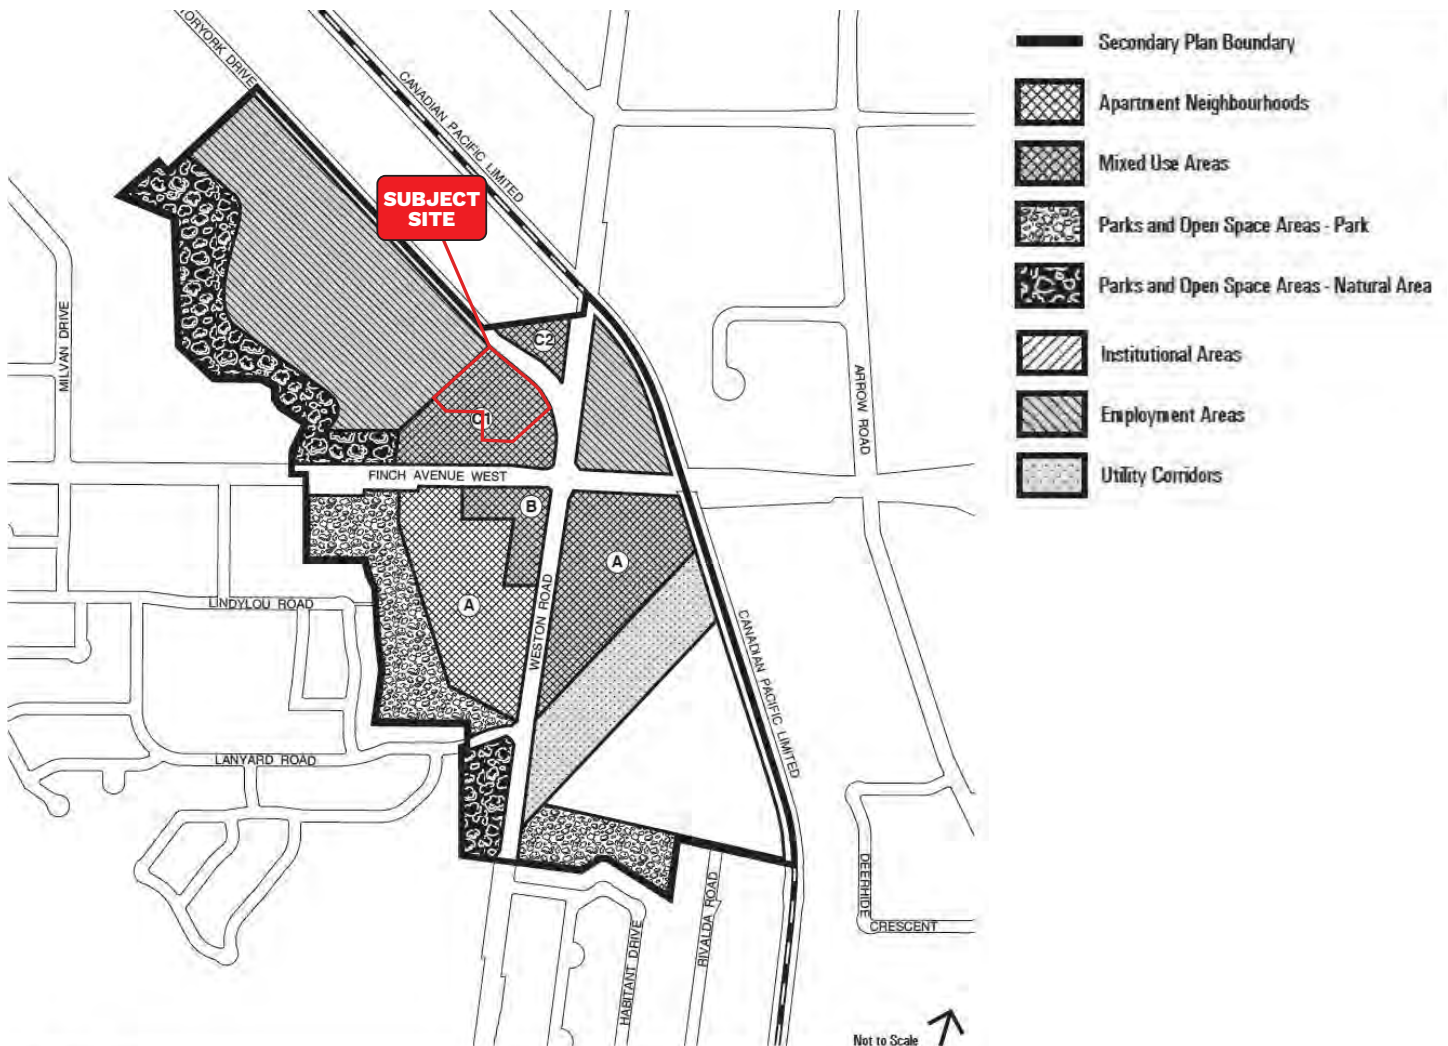 TORYORK DRIVE
CANADIAN PACIFIC LIMITED
SUBJECT
SITE
MILVAN DRIVE
C2
C1
ARROW ROAD
FINCH AVENUE WEST
B
A
A
LINDYLOU ROAD
WESTON ROAD
CANADIAN PACIFIC LIMITED
LANYARD ROAD
DEERHIDE
CRESCENT
RIVALDA ROAD
HABITANT DRIVE
Not to Scale
Secondary Plan Boundary
Apartment Neighbourhoods
Mixed Use Areas
Parks and Open Space Areas - Park
Parks and Open Space Areas - Natural Area
Institutional Areas
Employment Areas
Utility Corridors